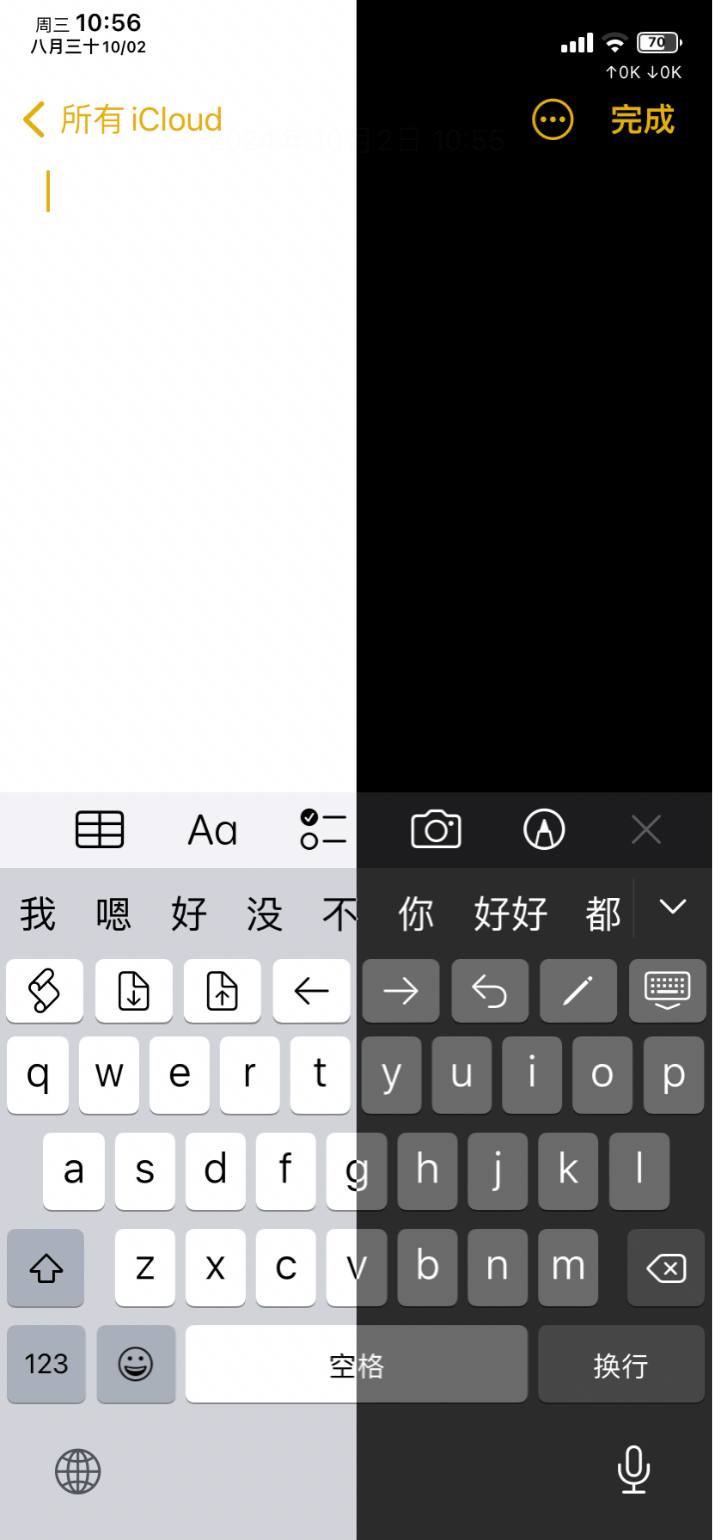 周三 10:56
八月三十 10/02
70
↑0K ↓0K
所有 iCloud
完成
2024年10月2日 10:55
Aa
我 嗯 好 没 不 你 好好 都
q w e r t y u i o p
a s d f g h j k l
z x c v b n m
123 空格 换行